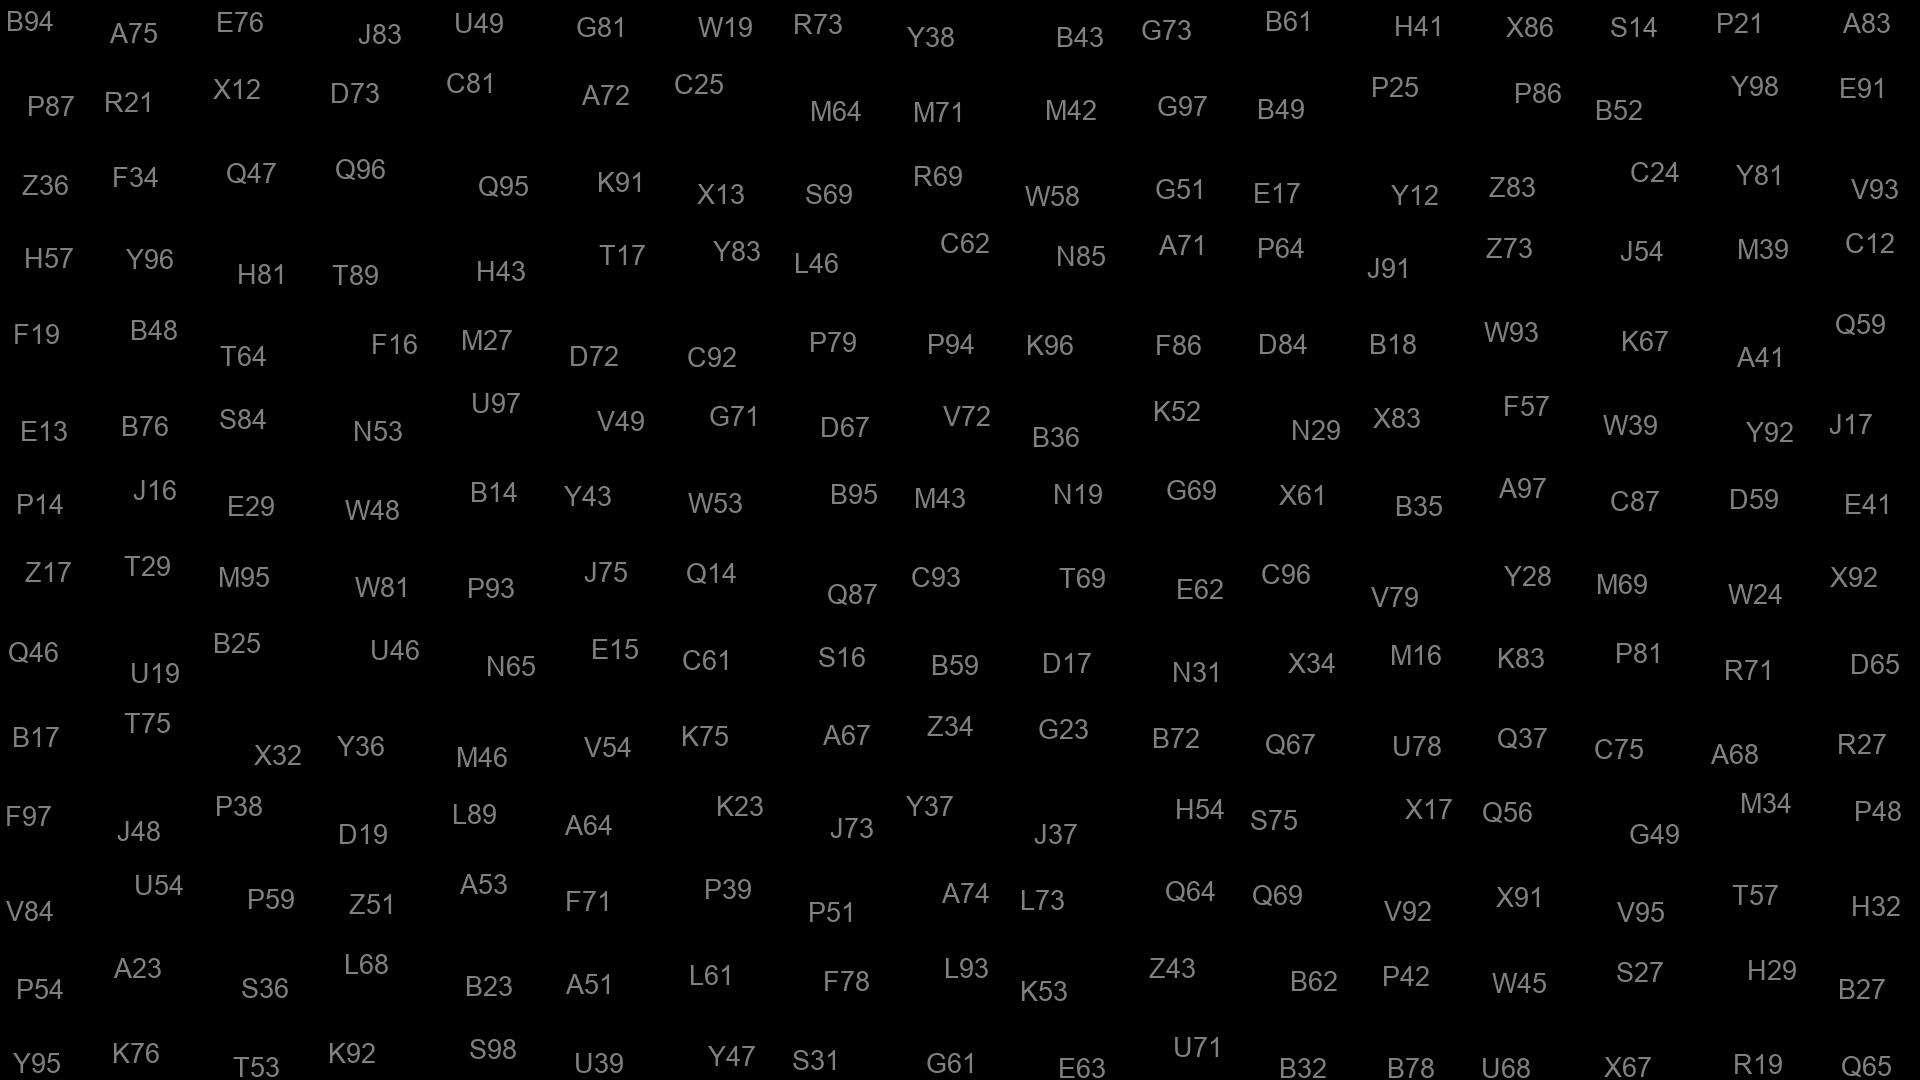 B94 A75 E76 J83 U49 G81 W19 R73 Y38 B43 G73 B61 H41 X86 S14 P21 A83
P87 R21 X12 D73 C81 A72 C25 M64 M71 M42 G97 B49 P25 P86 B52 Y98 E91
Z36 F34 Q47 Q96 Q95 K91 X13 S69 R69 W58 G51 E17 Y12 Z83 C24 Y81 V93
H57 Y96 H81 T89 H43 T17 Y83 L46 C62 N85 A71 P64 J91 Z73 J54 M39 C12
F19 B48 T64 F16 M27 D72 C92 P79 P94 K96 F86 D84 B18 W93 K67 A41 Q59
E13 B76 S84 N53 U97 V49 G71 D67 V72 B36 K52 N29 X83 F57 W39 Y92 J17
P14 J16 E29 W48 B14 Y43 W53 B95 M43 N19 G69 X61 B35 A97 C87 D59 E41
Z17 T29 M95 W81 P93 J75 Q14 Q87 C93 T69 E62 C96 V79 Y28 M69 W24 X92
Q46 U19 B25 U46 N65 E15 C61 S16 B59 D17 N31 X34 M16 K83 P81 R71 D65
B17 T75 X32 Y36 M46 V54 K75 A67 Z34 G23 B72 Q67 U78 Q37 C75 A68 R27
F97 J48 P38 D19 L89 A64 K23 J73 Y37 J37 H54 S75 X17 Q56 G49 M34 P48
V84 U54 P59 Z51 A53 F71 P39 P51 A74 L73 Q64 Q69 V92 X91 V95 T57 H32
P54 A23 S36 L68 B23 A51 L61 F78 L93 K53 Z43 B62 P42 W45 S27 H29 B27
Y95 K76 T53 K92 S98 U39 Y47 S31 G61 E63 U71 B32 B78 U68 X67 R19 Q65